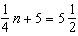 1/4 n + 5 = 5 1/2